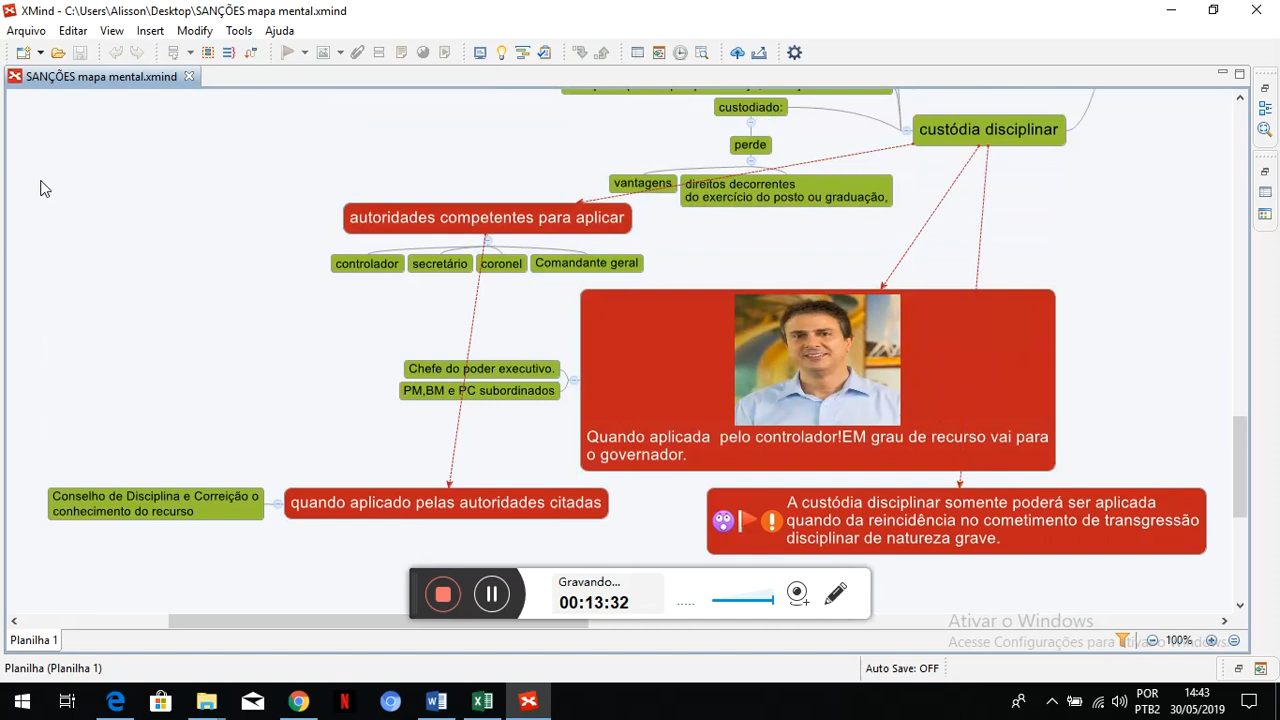 XMind - C:\Users\Alisson\Desktop\SANÇÕES mapa mental.xmind
Arquivo Editar View Insert Modify Tools Ajuda
SANÇÕES mapa mental.xmind
custodiado:
custódia disciplinar
perde
vantagens
direitos decorrentes
do exercício do posto ou graduação,
autoridades competentes para aplicar
controlador secretário coronel Comandante geral
Chefe do poder executivo.
PM,BM e PC subordinados
Quando aplicada pelo controlador!EM grau de recurso vai para
o governador.
Conselho de Disciplina e Correição o
conhecimento do recurso
quando aplicado pelas autoridades citadas
A custódia disciplinar somente poderá ser aplicada
quando da reincidência no cometimento de transgressão
disciplinar de natureza grave.
Gravando...
00:13:32
Ativar o Windows
Acesse Configurações para ativar o Windows.
Planilha 1
100%
Planilha (Planilha 1)
Auto Save: OFF
POR
PTB2
14:43
30/05/2019